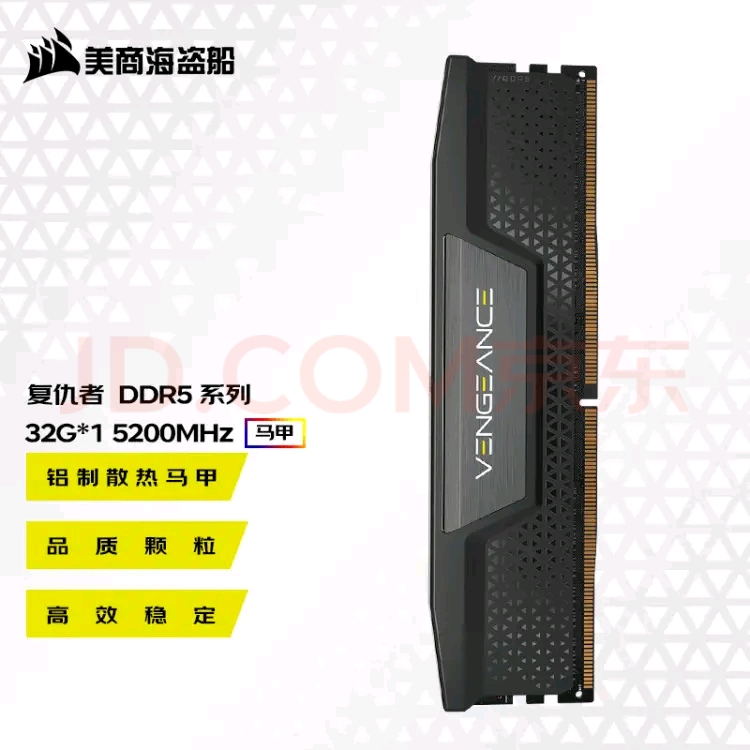 美商海盗船
VENGEANCE
JD.COM京东
复仇者 DDR5 系列
32G*1 5200MHz 马甲
铝制散热马甲
品质颗粒
高效稳定